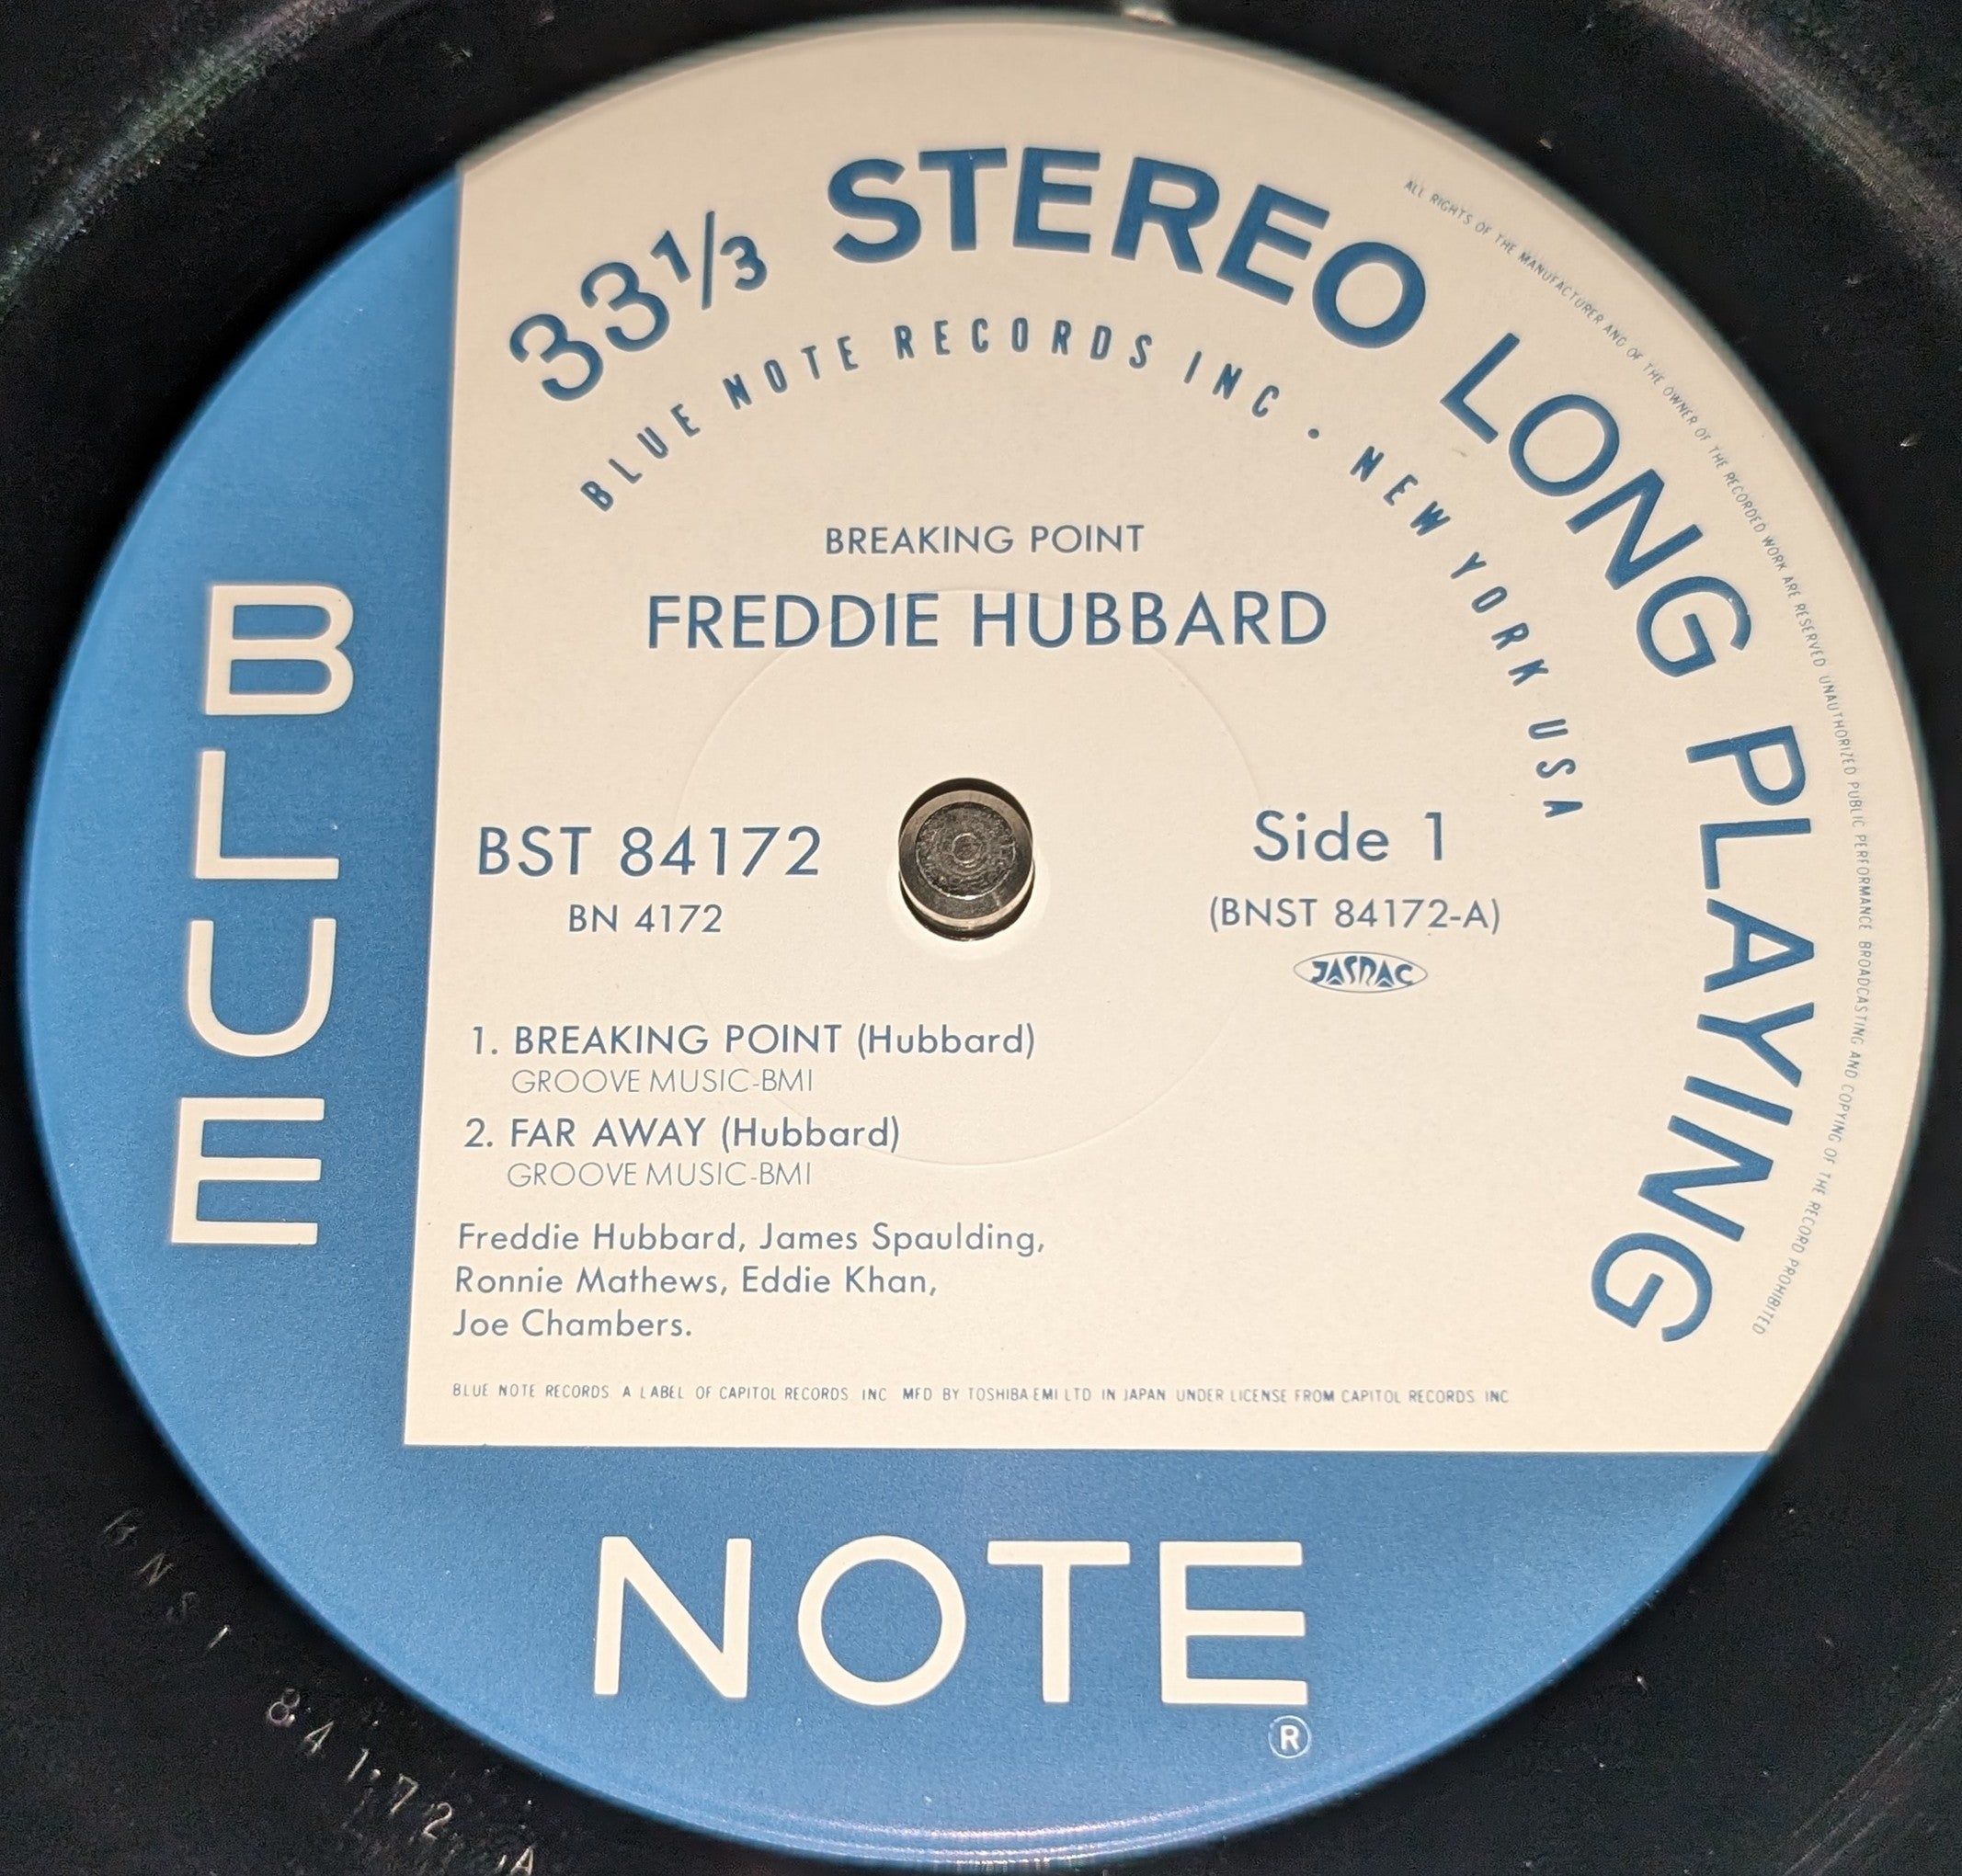 33⅓ STEREO LONG PLAYING
BLUE NOTE RECORDS INC • NEW YORK USA
ALL RIGHTS OF THE MANUFACTURER AND OF THE OWNER OF THE RECORDED WORK ARE RESERVED UNAUTHORIZED PUBLIC PERFORMANCE BROADCASTING AND COPYING OF THE RECORD PROHIBITED
BREAKING POINT
FREDDIE HUBBARD
BST 84172
BN 4172
Side 1
(BNST 84172-A)
JASRAC
1. BREAKING POINT (Hubbard)
GROOVE MUSIC-BMI
2. FAR AWAY (Hubbard)
GROOVE MUSIC-BMI
Freddie Hubbard, James Spaulding,
Ronnie Mathews, Eddie Khan,
Joe Chambers.
BLUE NOTE RECORDS. A LABEL OF CAPITOL RECORDS. INC MFD BY TOSHIBA-EMI LTD IN JAPAN UNDER LICENSE FROM CAPITOL RECORDS. INC
BLUE
NOTE
®
BNST 84172 A